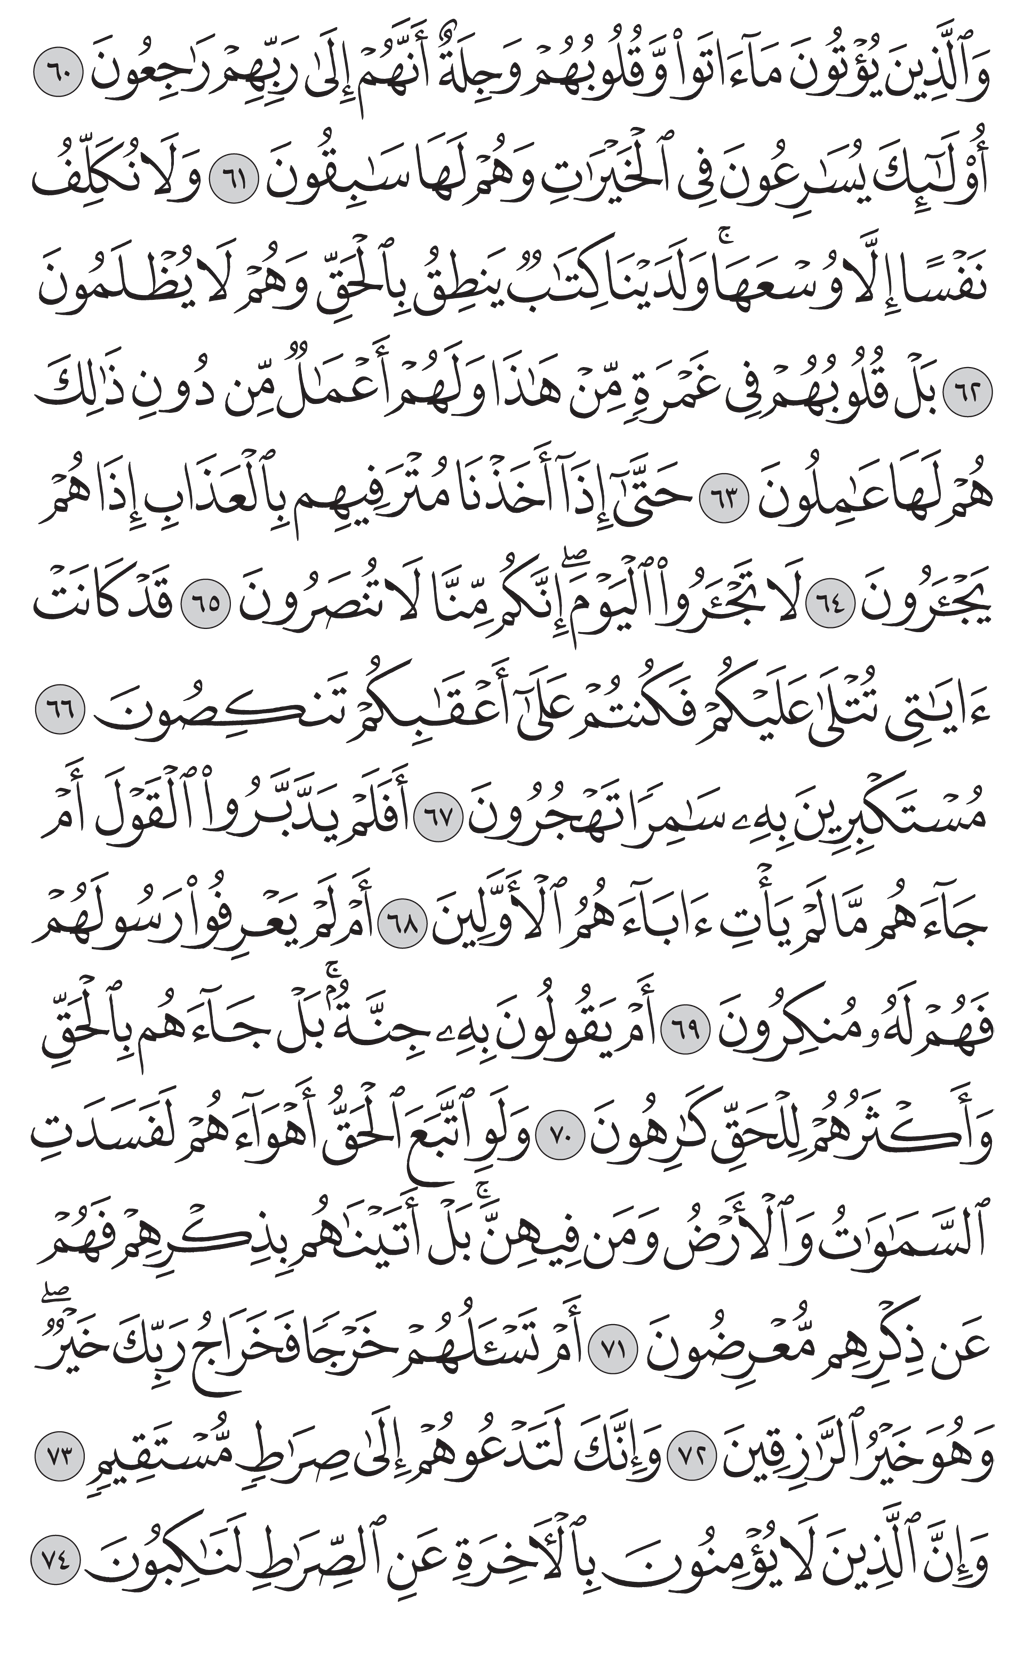 وَٱلَّذِينَ يُؤۡتُونَ مَآ ءَاتَواْ وَّقُلُوبُهُمۡ وَجِلَةٌ أَنَّهُمۡ إِلَىٰ رَبِّهِمۡ رَٰجِعُونَ ٦٠
أُوْلَـٰٓئِكَ يُسَٰرِعُونَ فِي ٱلۡخَيۡرَٰتِ وَهُمۡ لَهَا سَٰبِقُونَ ٦١ وَلَا نُكَلِّفُ
نَفۡسًا إِلَّا وُسۡعَهَاۚ وَلَدَيۡنَا كِتَٰبٌ يَنطِقُ بِٱلۡحَقِّ وَهُمۡ لَا يُظۡلَمُونَ
٦٢ بَلۡ قُلُوبُهُمۡ فِي غَمۡرَةٍ مِّنۡ هَٰذَا وَلَهُمۡ أَعۡمَٰلٌ مِّن دُونِ ذَٰلِكَ
هُمۡ لَهَا عَٰمِلُونَ ٦٣ حَتَّىٰٓ إِذَآ أَخَذۡنَا مُتۡرَفِيهِم بِٱلۡعَذَابِ إِذَا هُمۡ
يَجۡـَٔرُونَ ٦٤ لَا تَجۡـَٔرُواْ ٱلۡيَوۡمَۖ إِنَّكُم مِّنَّا لَا تُنصَرُونَ ٦٥ قَدۡ كَانَتۡ
ءَايَٰتِي تُتۡلَىٰ عَلَيۡكُمۡ فَكُنتُمۡ عَلَىٰٓ أَعۡقَٰبِكُمۡ تَنكِصُونَ ٦٦
مُسۡتَكۡبِرِينَ بِهِۦ سَٰمِرًا تَهۡجُرُونَ ٦٧ أَفَلَمۡ يَدَّبَّرُواْ ٱلۡقَوۡلَ أَمۡ
جَآءَهُم مَّا لَمۡ يَأۡتِ ءَابَآءَهُمُ ٱلۡأَوَّلِينَ ٦٨ أَمۡ لَمۡ يَعۡرِفُواْ رَسُولَهُمۡ
فَهُمۡ لَهُۥ مُنكِرُونَ ٦٩ أَمۡ يَقُولُونَ بِهِۦ جِنَّةُۢۚ بَلۡ جَآءَهُم بِٱلۡحَقِّ
وَأَكۡثَرُهُمۡ لِلۡحَقِّ كَٰرِهُونَ ٧٠ وَلَوِ ٱتَّبَعَ ٱلۡحَقُّ أَهۡوَآءَهُمۡ لَفَسَدَتِ
ٱلسَّمَٰوَٰتُ وَٱلۡأَرۡضُ وَمَن فِيهِنَّۚ بَلۡ أَتَيۡنَٰهُم بِذِكۡرِهِمۡ فَهُمۡ
عَن ذِكۡرِهِم مُّعۡرِضُونَ ٧١ أَمۡ تَسۡـَٔلُهُمۡ خَرۡجًا فَخَرَاجُ رَبِّكَ خَيۡرٌۖ
وَهُوَ خَيۡرُ ٱلرَّٰزِقِينَ ٧٢ وَإِنَّكَ لَتَدۡعُوهُمۡ إِلَىٰ صِرَٰطٍ مُّسۡتَقِيمٍ ٧٣
وَإِنَّ ٱلَّذِينَ لَا يُؤۡمِنُونَ بِٱلۡأٓخِرَةِ عَنِ ٱلصِّرَٰطِ لَنَٰكِبُونَ ٧٤